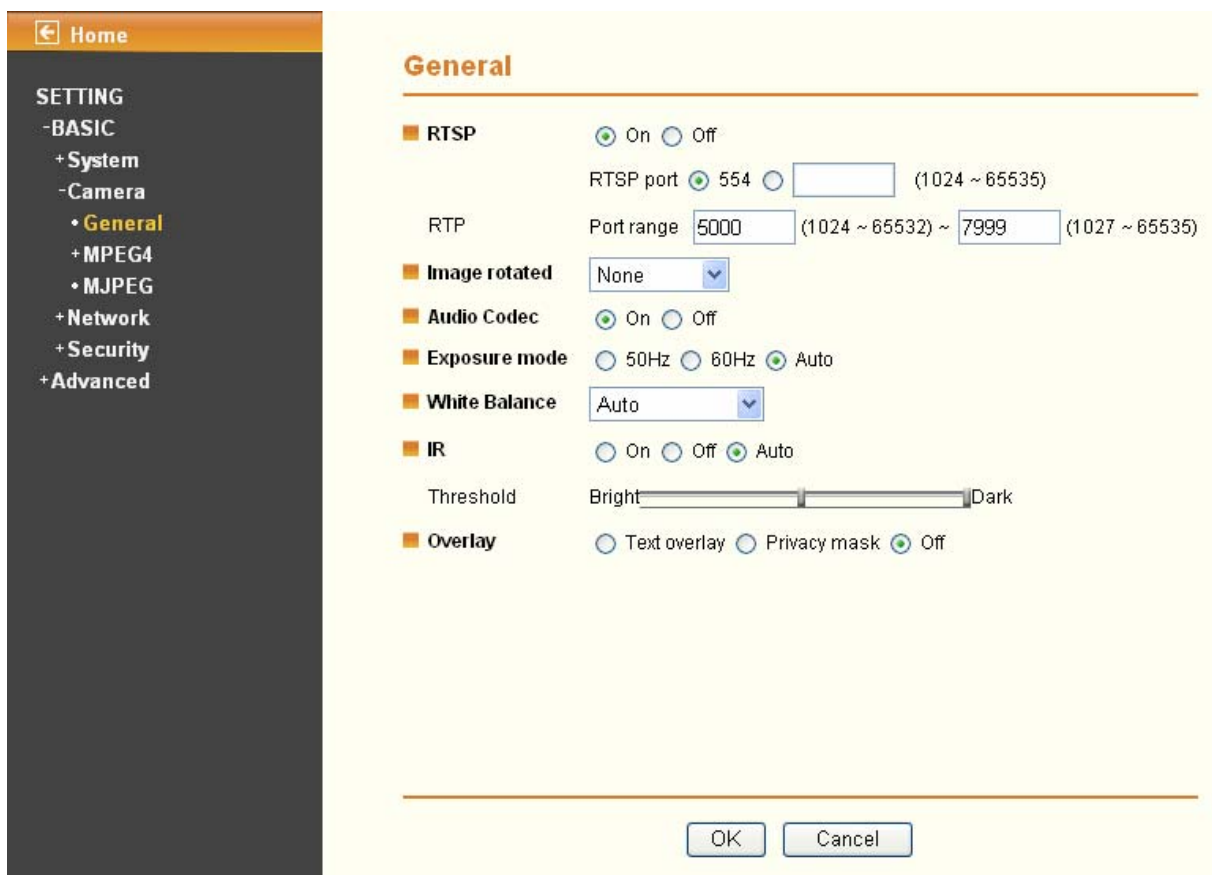 Home
SETTING
-BASIC
+System
-Camera
• General
+MPEG4
• MJPEG
+Network
+Security
+Advanced
General
RTSP On Off
RTSP port 554 (1024 ~ 65535)
RTP Port range 5000 (1024 ~ 65532) ~ 7999 (1027 ~ 65535)
Image rotated None
Audio Codec On Off
Exposure mode 50Hz 60Hz Auto
White Balance Auto
IR On Off Auto
Threshold Bright Dark
Overlay Text overlay Privacy mask Off
OK Cancel